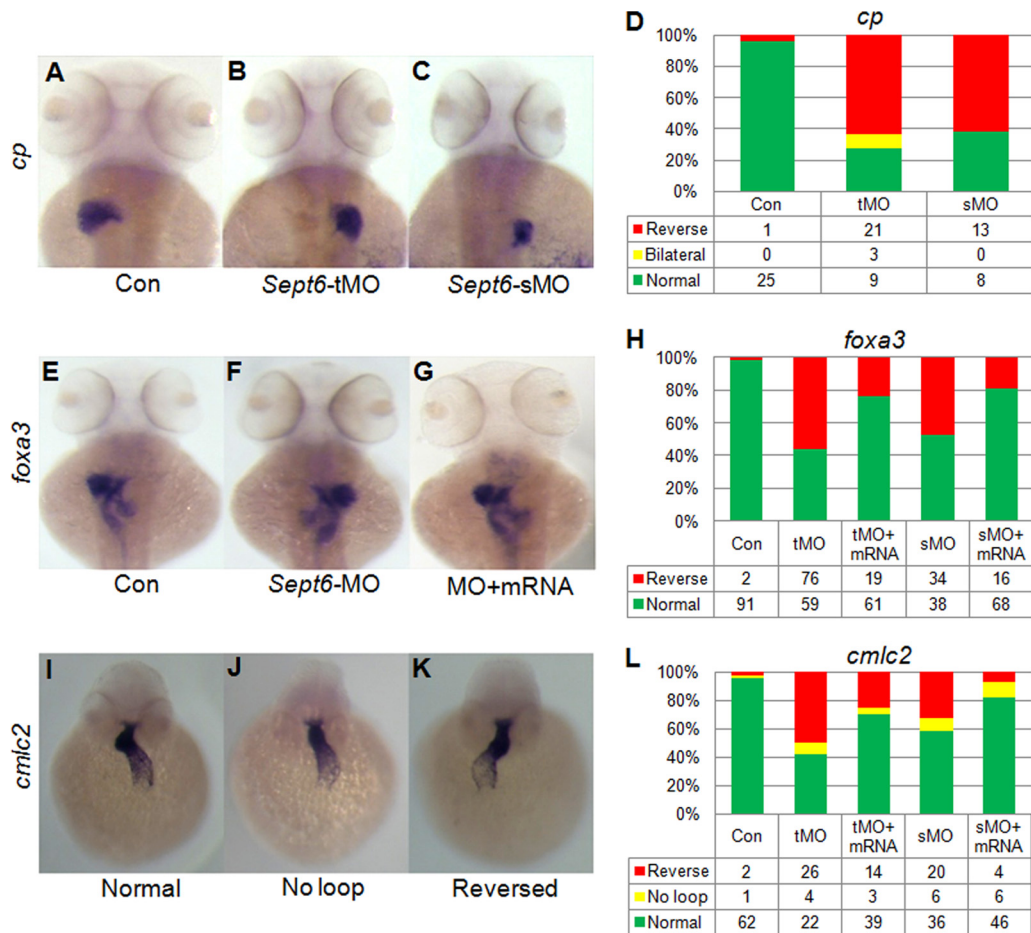 A
B
C
cp
Con
Sept6-tMO
Sept6-sMO
D
cp
100%
80%
60%
40%
20%
0%
Con tMO sMO
Reverse 1 21 13
Bilateral 0 3 0
Normal 25 9 8
E
F
G
foxa3
Con
Sept6-MO
MO+mRNA
H
foxa3
100%
80%
60%
40%
20%
0%
Con tMO tMO+ mRNA sMO sMO+ mRNA
Reverse 2 76 19 34 16
Normal 91 59 61 38 68
I
J
K
cmlc2
Normal
No loop
Reversed
L
cmlc2
100%
80%
60%
40%
20%
0%
Con tMO tMO+ mRNA sMO sMO+ mRNA
Reverse 2 26 14 20 4
No loop 1 4 3 6 6
Normal 62 22 39 36 46